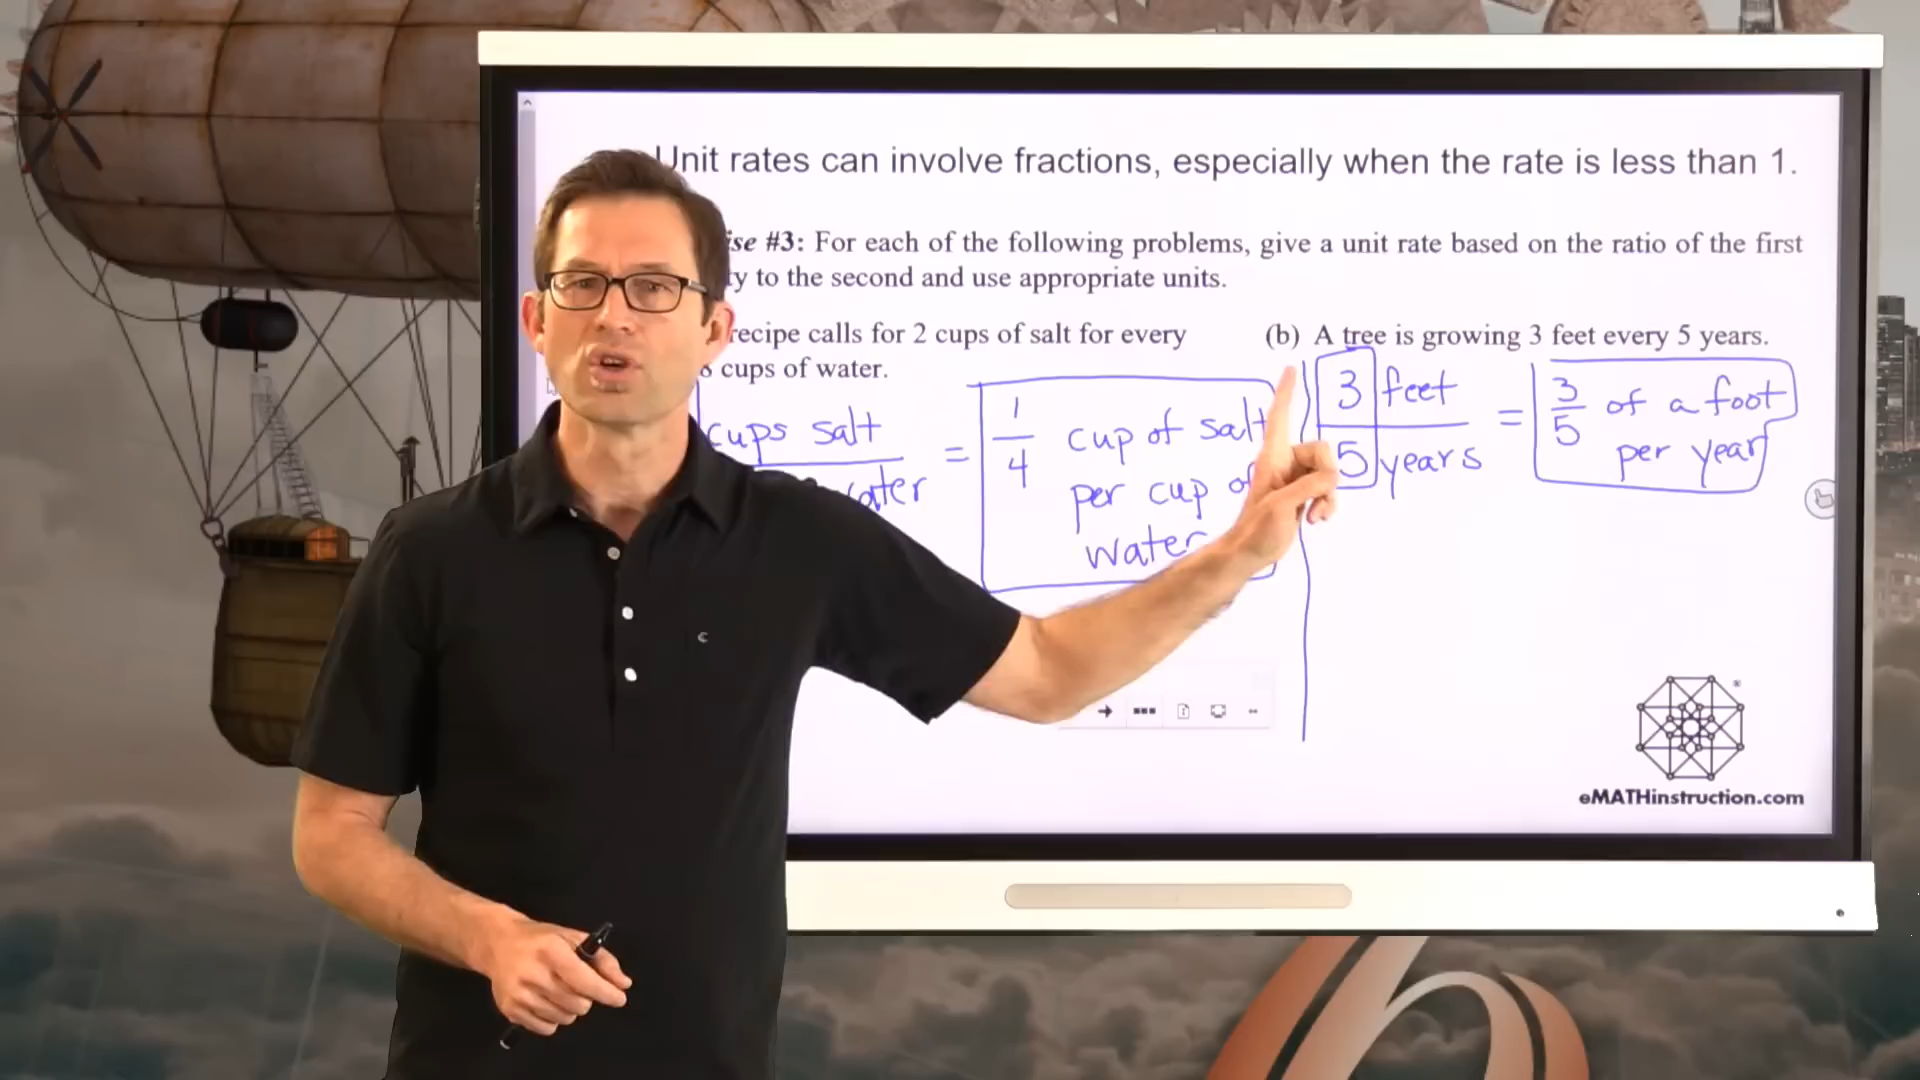 Unit rates can involve fractions, especially when the rate is less than 1.
#3: For each of the following problems, give a unit rate based on the ratio of the first
to the second and use appropriate units.
recipe calls for 2 cups of salt for every
cups of water.
(b) A tree is growing 3 feet every 5 years.
cups salt
=
1
4
cup of salt
per cup
water
3 feet
5 years
=
3
5
of a foot
per year
eMATHinstruction.com